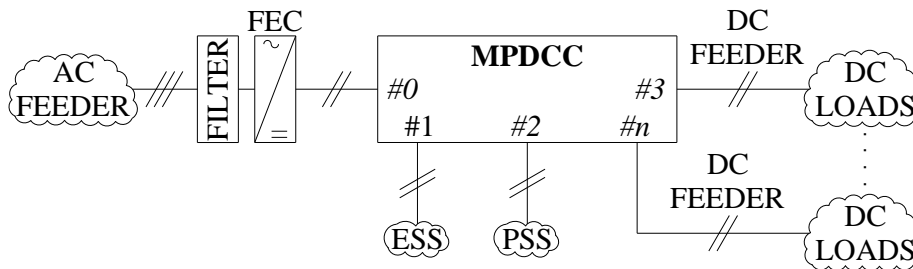 AC
FEEDER
FILTER
FEC
~
=
MPDCC
#0
#1
#2
#3
#n
DC
FEEDER
DC
LOADS
ESS
PSS
DC
FEEDER
DC
LOADS